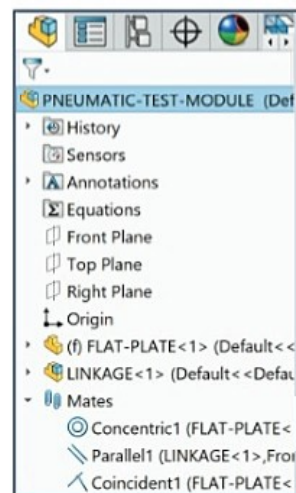 PNEUMATIC-TEST-MODULE (Def
History
Sensors
Annotations
Equations
Front Plane
Top Plane
Right Plane
Origin
(f) FLAT-PLATE<1> (Default<<
LINKAGE<1> (Default<<Defau
Mates
Concentric1 (FLAT-PLATE<
Parallel1 (LINKAGE<1>,Fro
Coincident1 (FLAT-PLATE<